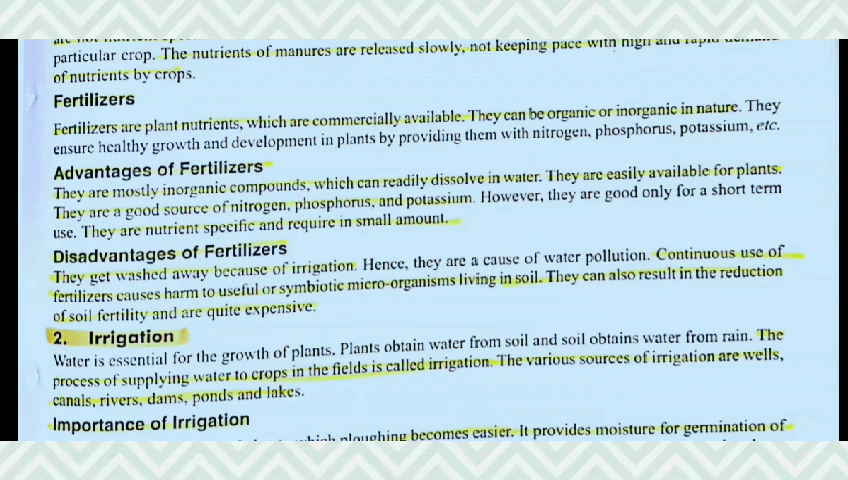 particular crop. The nutrients of manures are released slowly, not keeping pace with high and rapid demand
of nutrients by crops.
Fertilizers
Fertilizers are plant nutrients, which are commercially available. They can be organic or inorganic in nature. They
ensure healthy growth and development in plants by providing them with nitrogen, phosphorus, potassium, etc.
Advantages of Fertilizers
They are mostly inorganic compounds, which can readily dissolve in water. They are easily available for plants.
They are a good source of nitrogen, phosphorus, and potassium. However, they are good only for a short term
use. They are nutrient specific and require in small amount.
Disadvantages of Fertilizers
They get washed away because of irrigation. Hence, they are a cause of water pollution. Continuous use of
fertilizers causes harm to useful or symbiotic micro-organisms living in soil. They can also result in the reduction
of soil fertility and are quite expensive.
2. Irrigation
Water is essential for the growth of plants. Plants obtain water from soil and soil obtains water from rain. The
process of supplying water to crops in the fields is called irrigation. The various sources of irrigation are wells,
canals, rivers, dams, ponds and lakes.
Importance of Irrigation
which ploughing becomes easier. It provides moisture for germination of